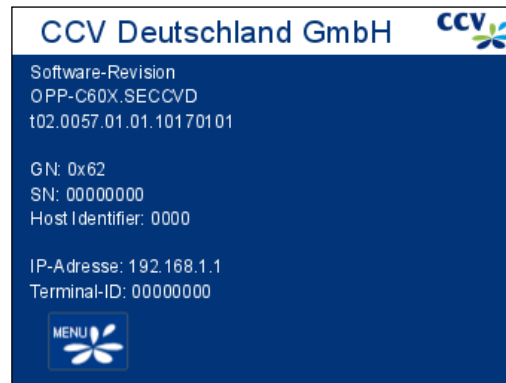 CCV Deutschland GmbH
CCV
Software-Revision
OPP-C60X.SECCVD
t02.0057.01.01.10170101
GN: 0x62
SN: 00000000
Host Identifier: 0000
IP-Adresse: 192.168.1.1
Terminal-ID: 00000000
MENU